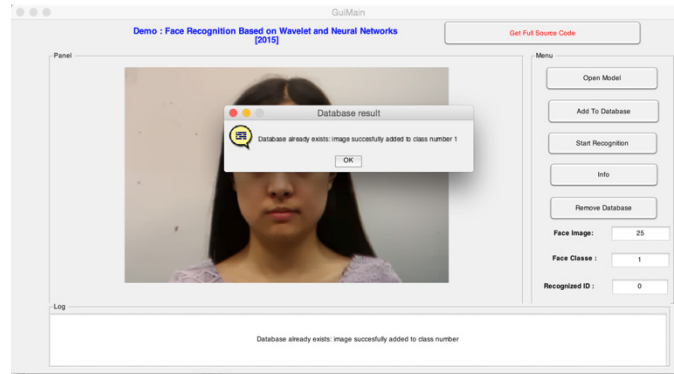 GuiMain
Demo : Face Recognition Based on Wavelet and Neural Networks
[2015]
Get Full Source Code
Panel
Database result
Database already exists: image succesfully added to class number 1
OK
Menu
Open Model
Add To Database
Start Recognition
Info
Remove Database
Face Image: 25
Face Classe : 1
Recognized ID : 0
Log
Database already exists: image succesfully added to class number